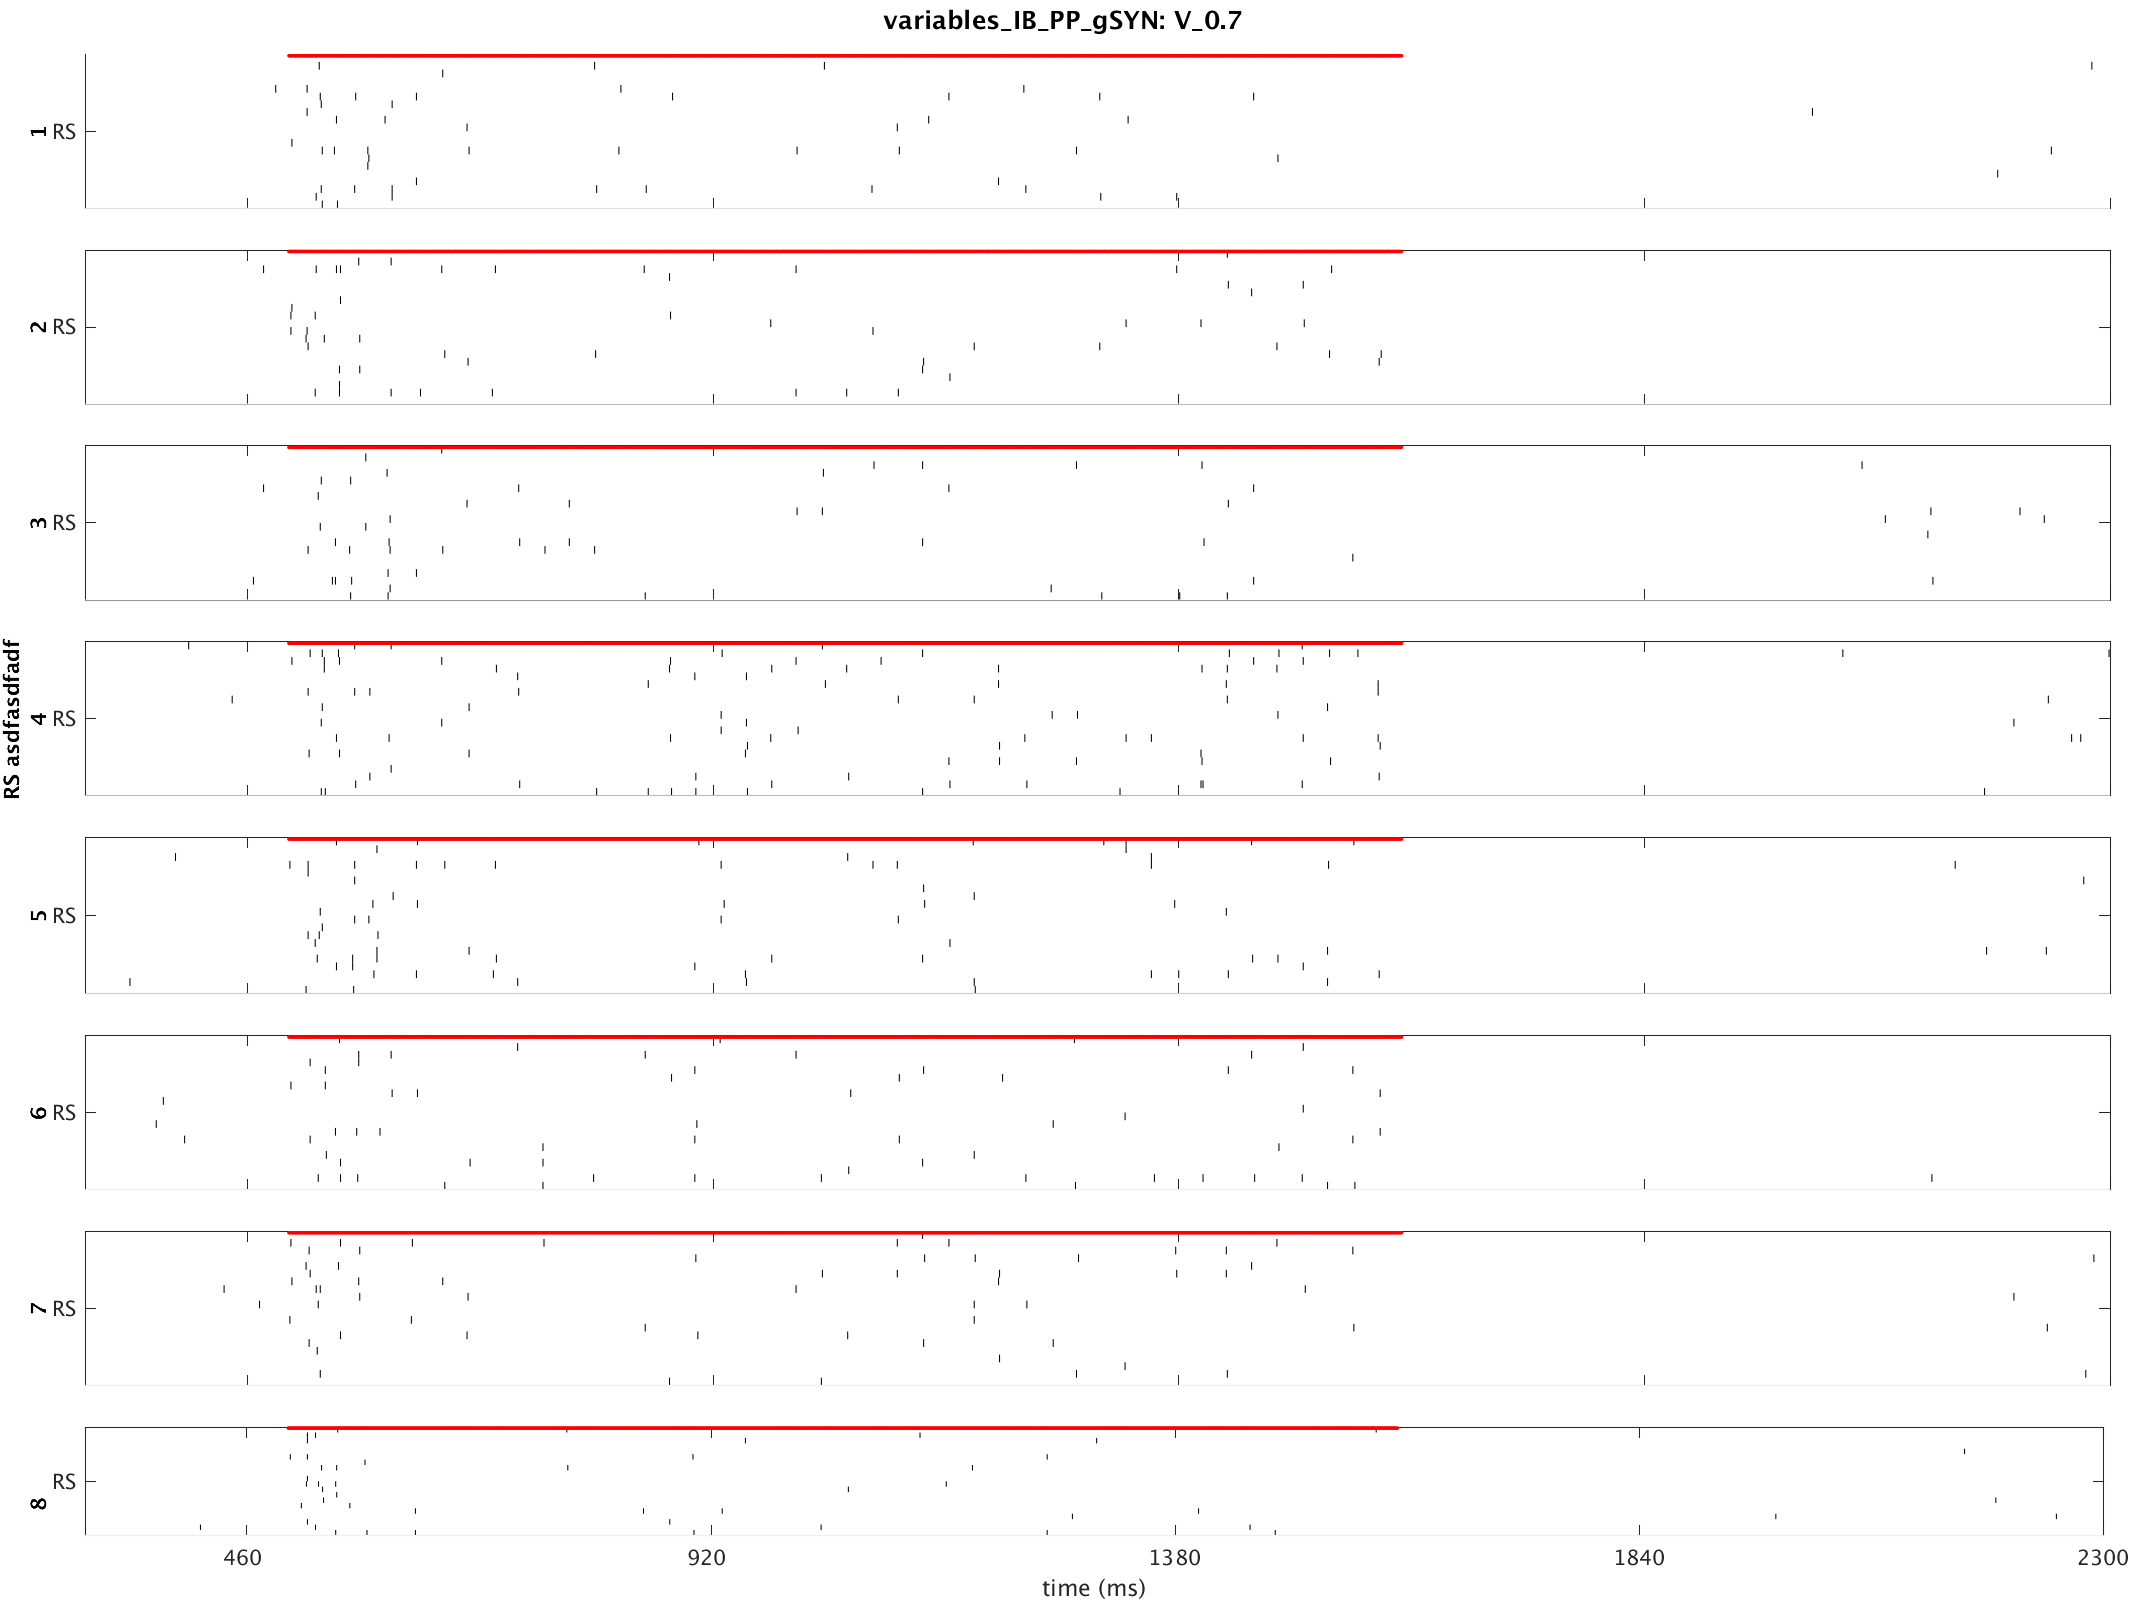 variables_IB_PP_gSYN: V_0.7
RS asdfasdfadf
1 RS
2 RS
3 RS
4 RS
5 RS
6 RS
7 RS
8 RS
460 920 1380 1840 2300
time (ms)